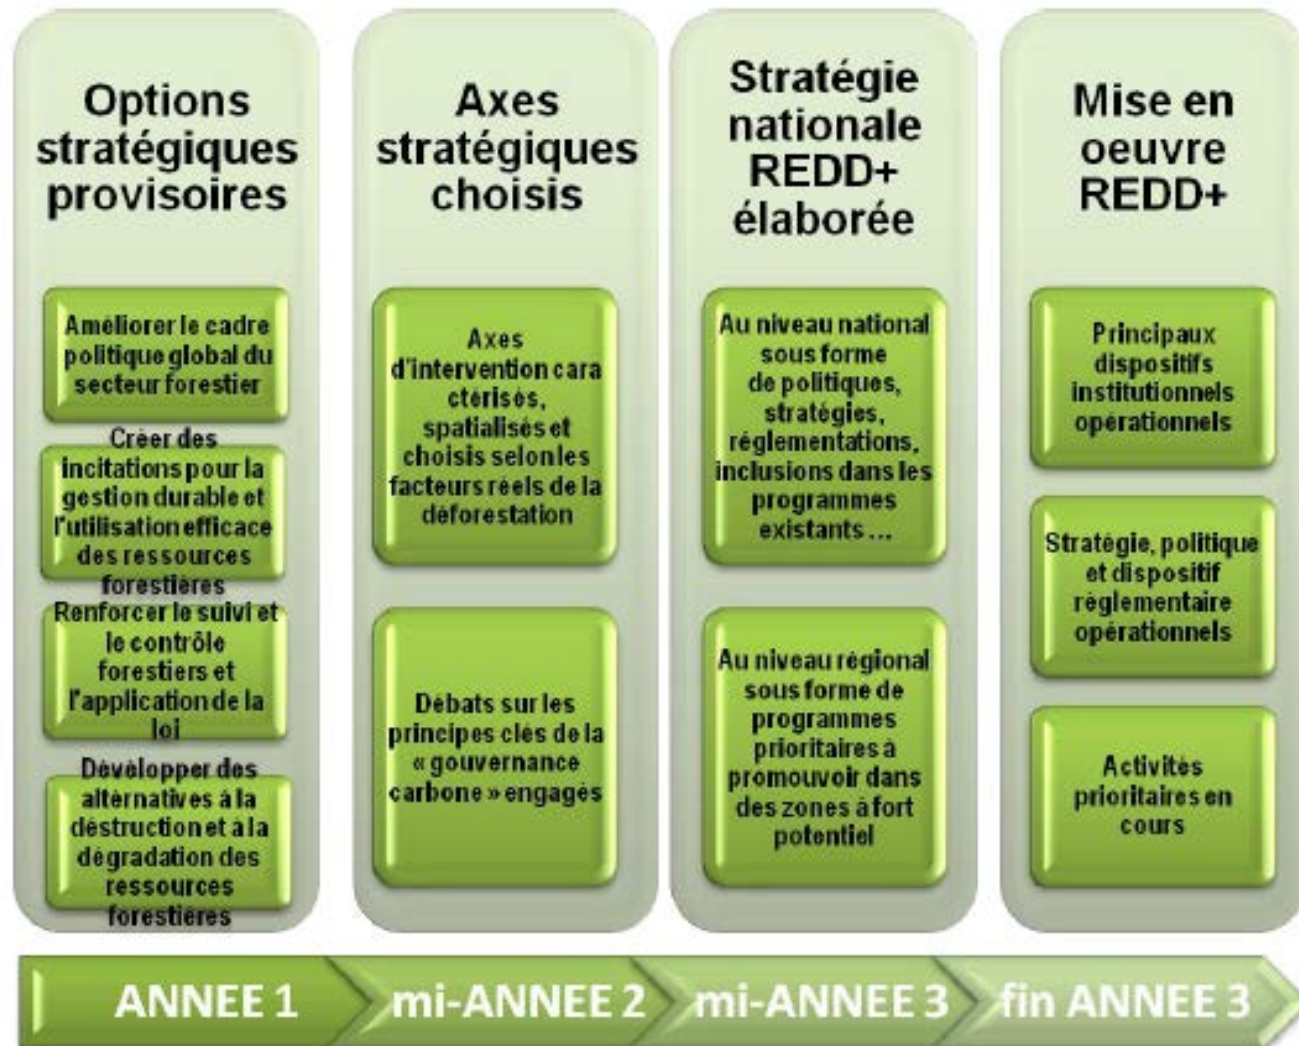 Options
stratégiques
provisoires
Améliorer le cadre
politique global du
secteur forestier
Créer des
incitations pour la
gestion durable et
l'utilisation efficace
des ressources
forestières
Renforcer le suivi et
le contrôle
forestiers et
l'application de la
loi
Développer des
altérnatives à la
déstruction et à la
dégradation des
ressources
forestières
Axes
stratégiques
choisis
Axes
d'intervention cara
ctérisés,
spatialisés et
choisis selon les
facteurs réels de la
déforestation
Débats sur les
principes clés de la
« gouvernance
carbone » engagés
Stratégie
nationale
REDD+
élaborée
Au niveau national
sous forme
de politiques,
stratégies,
réglementations,
inclusions dans les
programmes
existants ...
Au niveau régional
sous forme de
programmes
prioritaires à
promouvoir dans
des zones à fort
potentiel
Mise en
oeuvre
REDD+
Principaux
dispositifs
institutionnels
opérationnels
Stratégie, politique
et dispositif
règlementaire
opérationnels
Activités
prioritaires en
cours
ANNEE 1
mi-ANNEE 2
mi-ANNEE 3
fin ANNEE 3